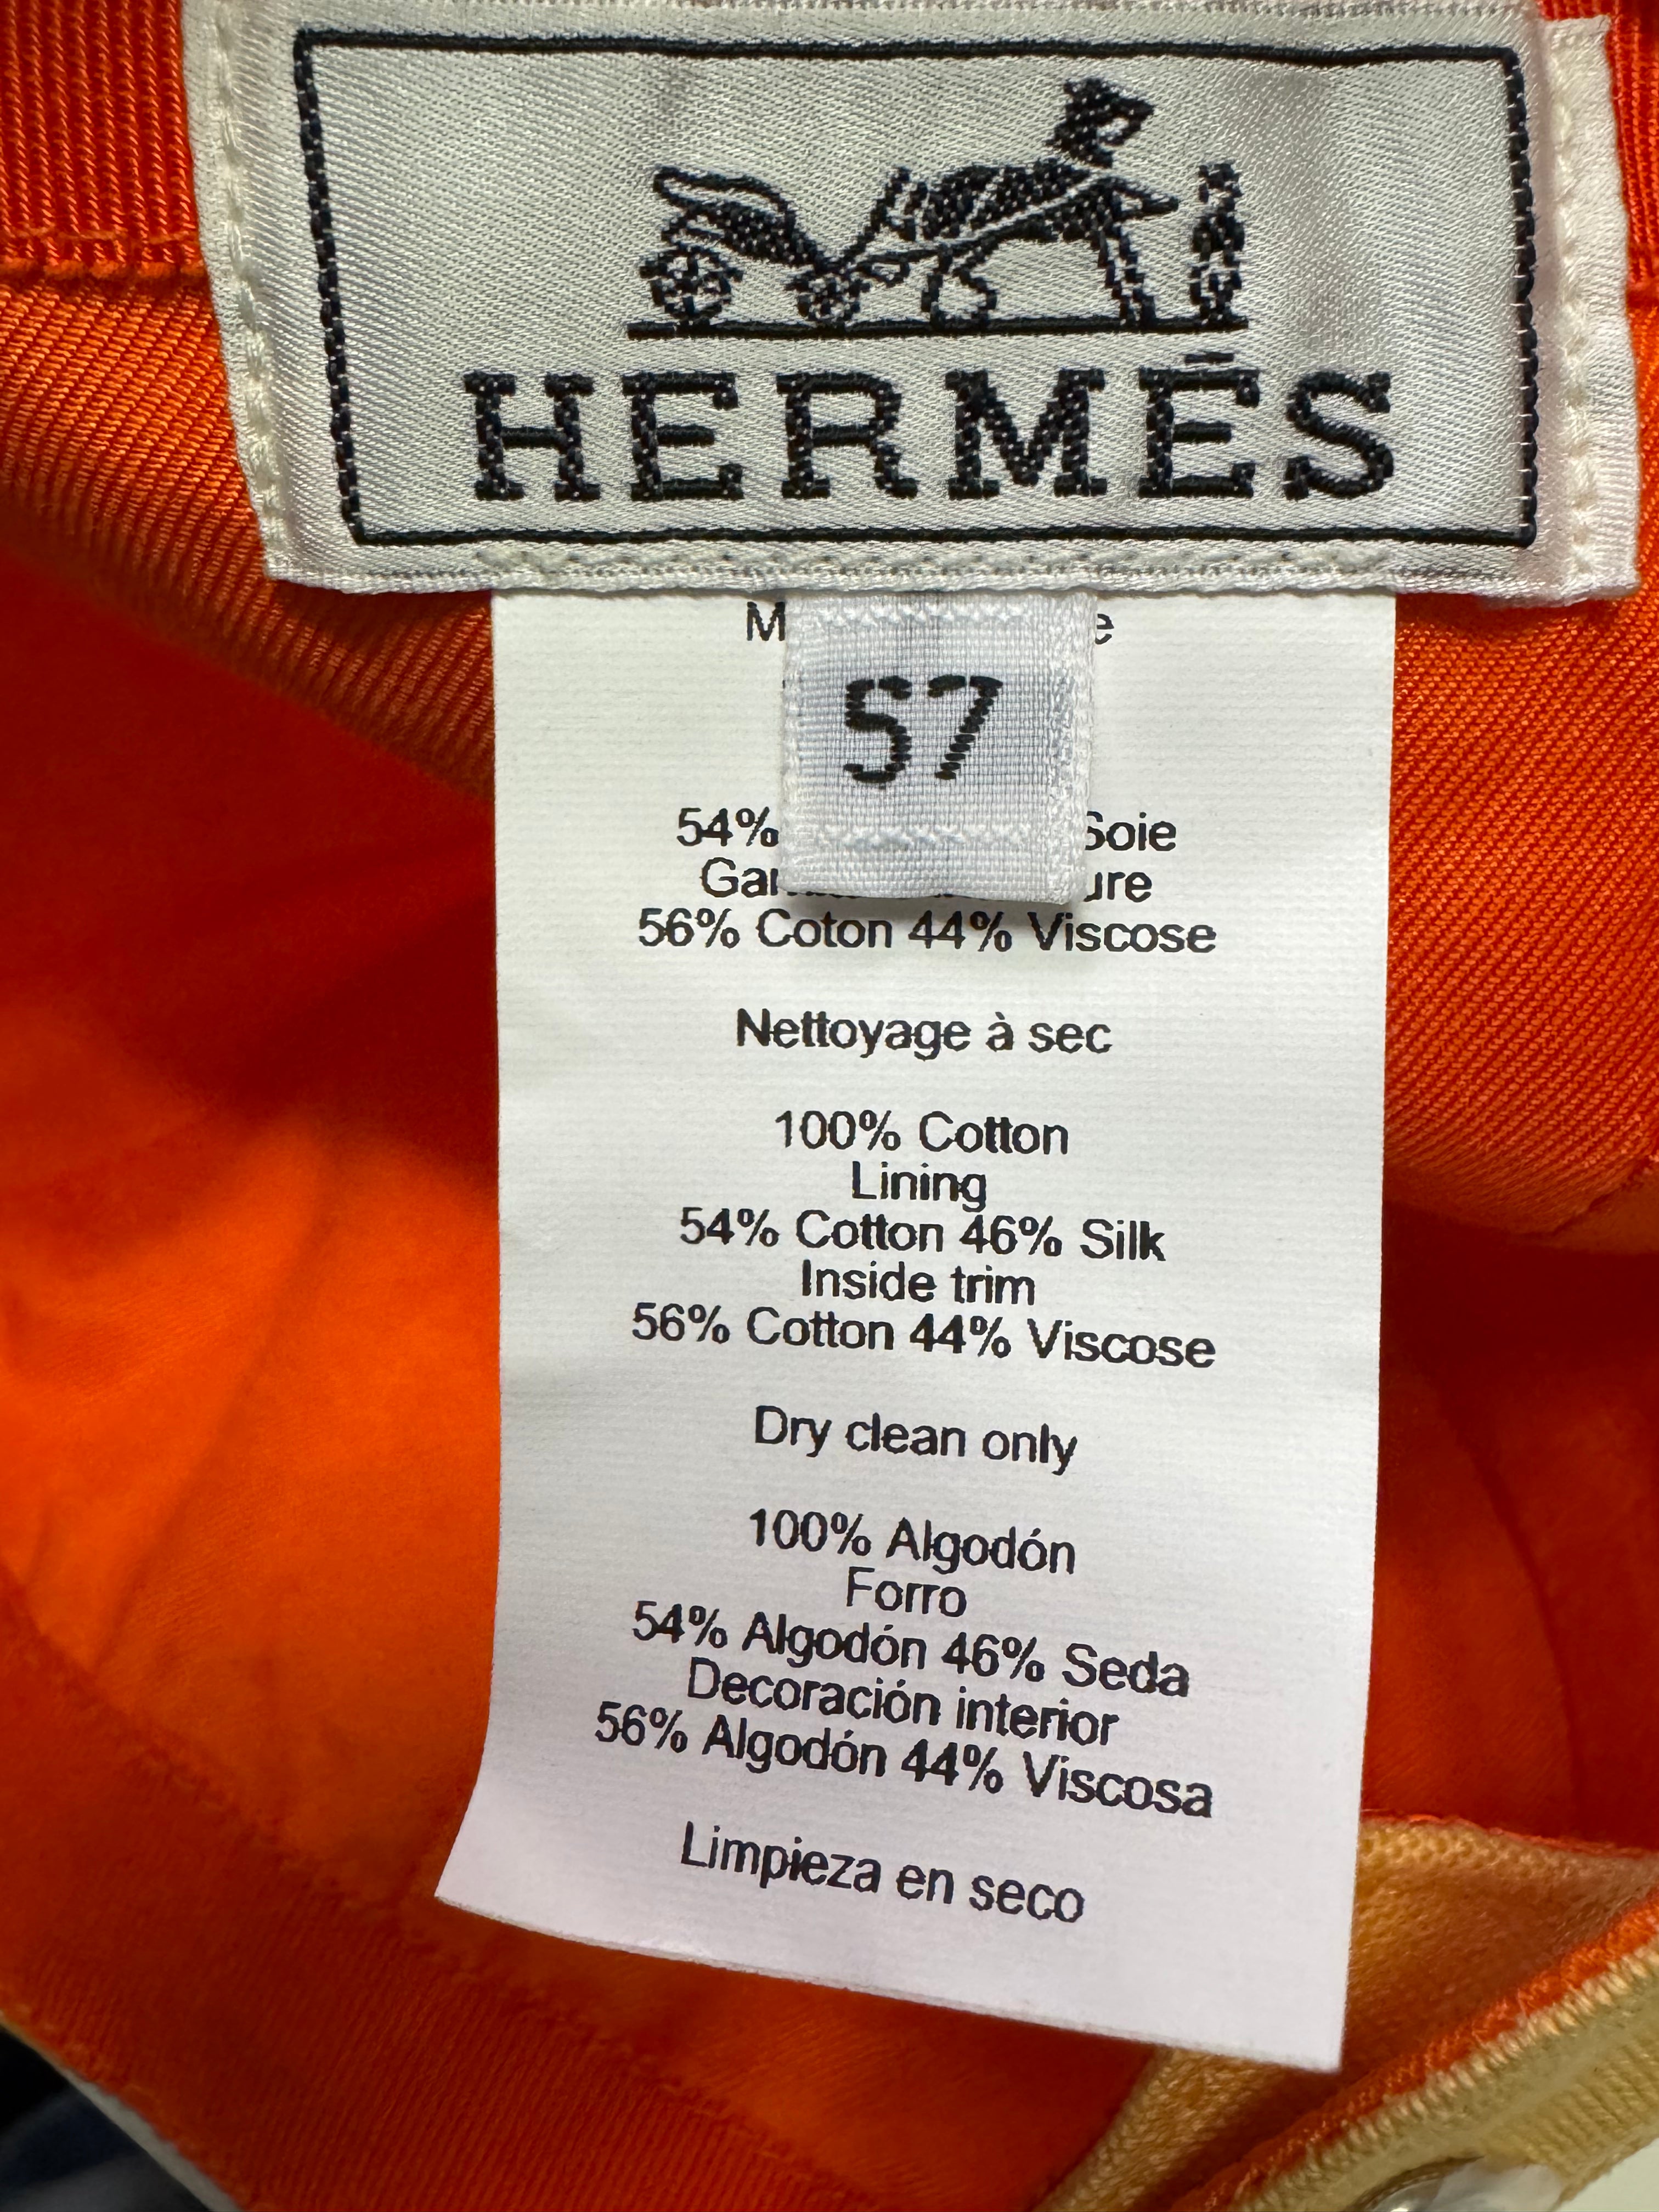 HERMÈS
57
54% Soie
56% Coton 44% Viscose
Nettoyage à sec
100% Cotton
Lining
54% Cotton 46% Silk
Inside trim
56% Cotton 44% Viscose
Dry clean only
100% Algodón
Forro
54% Algodón 46% Seda
Decoración interior
56% Algodón 44% Viscosa
Limpieza en seco